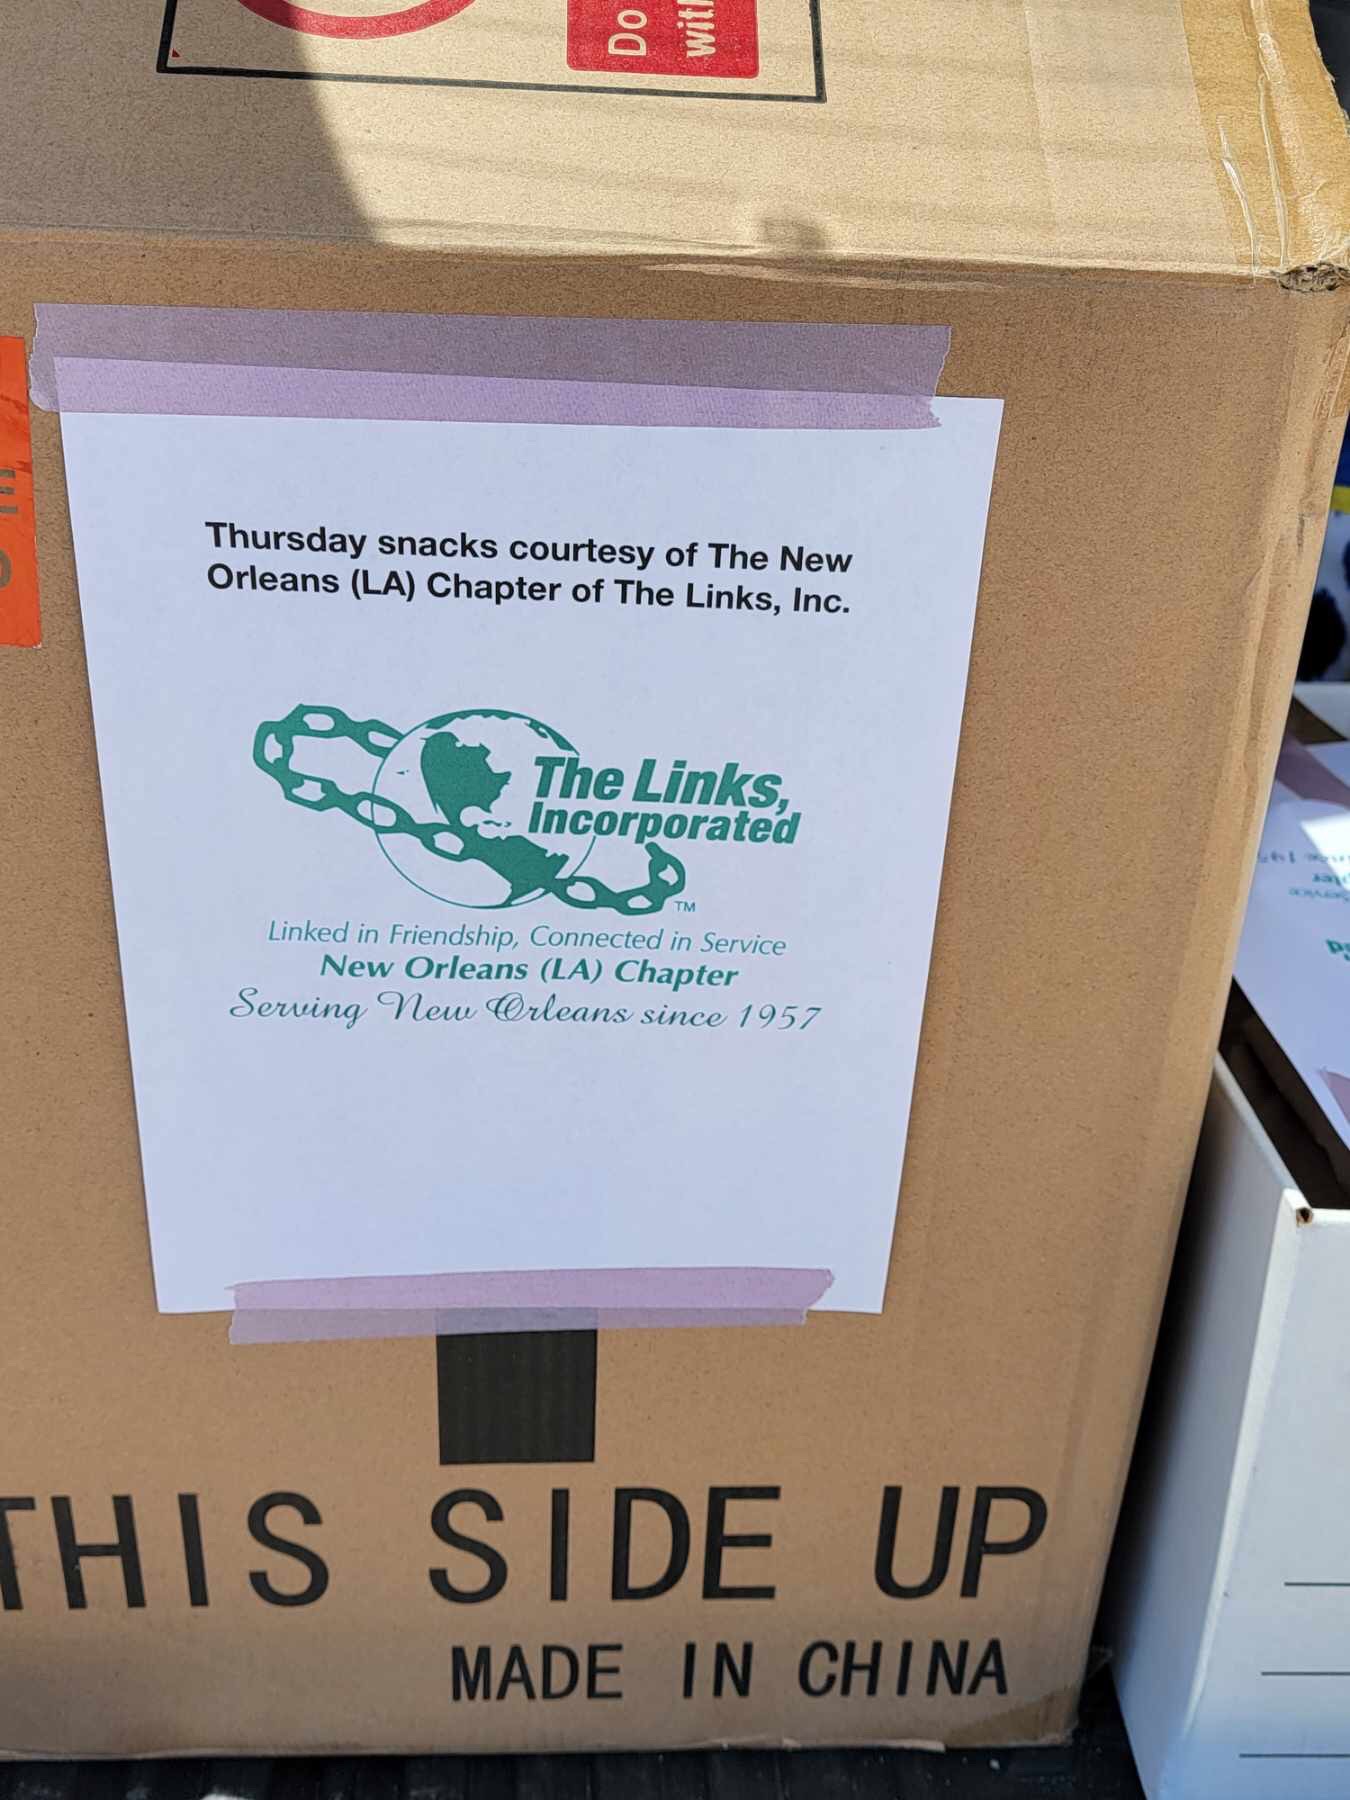 Do
with
Thursday snacks courtesy of The New
Orleans (LA) Chapter of The Links, Inc.
The Links,
Incorporated
TM
Linked in Friendship, Connected in Service
New Orleans (LA) Chapter
Serving New Orleans since 1957
THIS SIDE UP
MADE IN CHINA